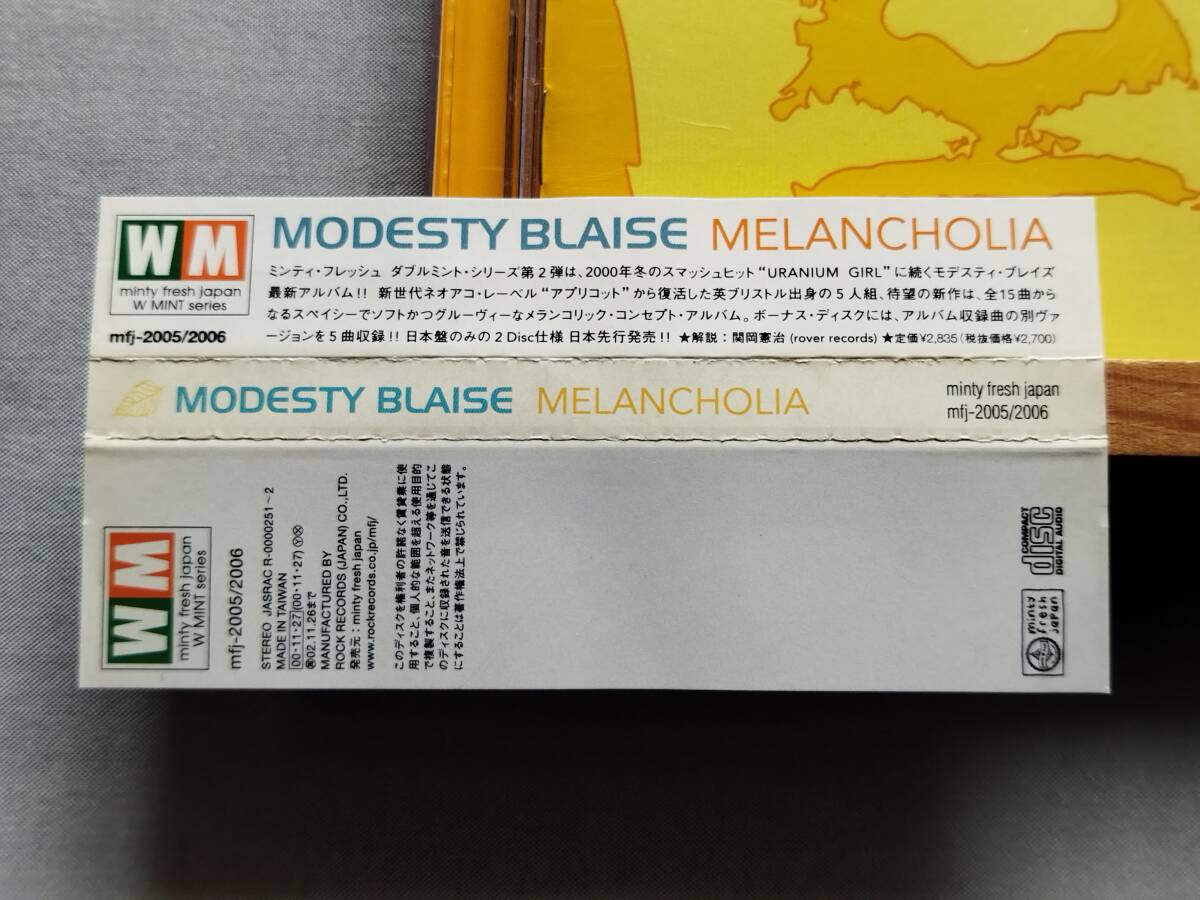 WM
minty fresh japan
W MINT series
mfj-2005/2006
MODESTY BLAISE MELANCHOLIA
ミンティ・フレッシュ ダブルミント・シリーズ第2弾は、2000年冬のスマッシュヒット“URANIUM GIRL”に続くモデスティ・ブレイズ
最新アルバム!! 新世代ネオアコ・レーベル“アプリコット”から復活した英ブリストル出身の5人組、待望の新作は、全15曲から
なるスペイシーでソフトかつグルーヴィーなメランコリック・コンセプト・アルバム。ボーナス・ディスクには、アルバム収録曲の別ヴァ
ージョンを5曲収録!! 日本盤のみの2Disc仕様 日本先行発売!! ★解説:関岡憲治 (rover records) ★定価¥2,835(税抜価格¥2,700)
MODESTY BLAISE MELANCHOLIA
minty fresh japan
mfj-2005/2006
WM
minty fresh japan
W MINT series
mfj-2005/2006
STEREO JASRAC R-0000251~2
MADE IN TAIWAN
00·11·27 (00·11·27) Ⓨ Ⓧ
再02.11.26まで
MANUFACTURED BY
ROCK RECORDS (JAPAN) CO.,LTD.
発売元:minty fresh japan
www.rockrecords.co.jp/mfj/
このディスクを権利者の許諾なく賃貸業に使
用すること、個人的な範囲を超える使用目的
で複製すること、またネットワーク等を通じてこ
のディスクに収録された音を送信できる状態
にすることは著作権法上で禁じられています。
COMPACT
disc
DIGITAL AUDIO
minty
fresh
japan